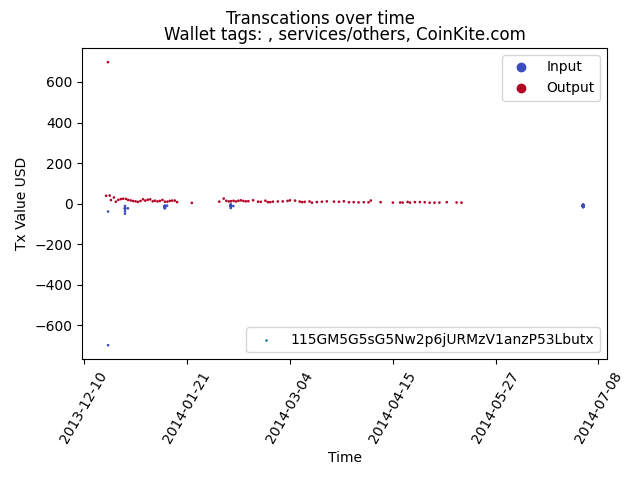 Transcations over time
Wallet tags: , services/others, CoinKite.com
Input
Output
600
400
200
0
−200
−400
−600
Tx Value USD
115GM5G5sG5Nw2p6jURMzV1anzP53Lbutx
2013-12-10
2014-01-21
2014-03-04
2014-04-15
2014-05-27
2014-07-08
Time